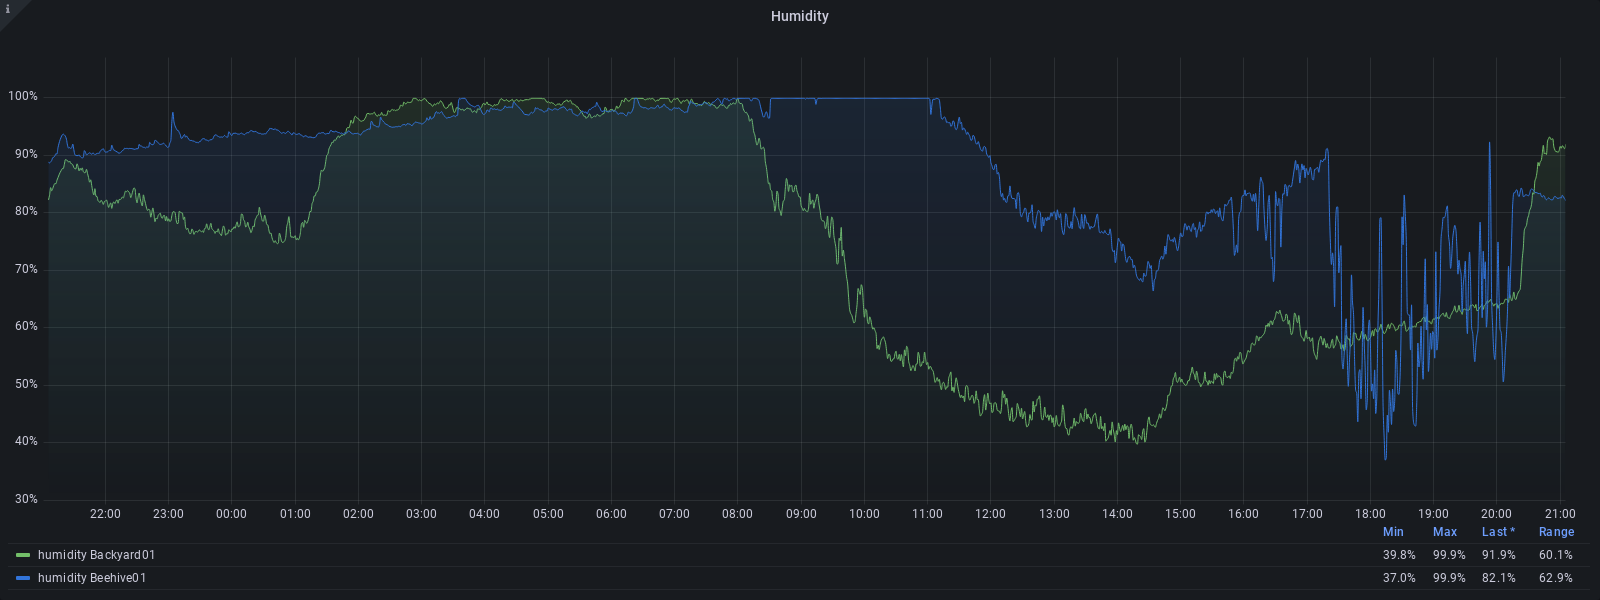 i
Humidity
100%
90%
80%
70%
60%
50%
40%
30%
22:00 23:00 00:00 01:00 02:00 03:00 04:00 05:00 06:00 07:00 08:00 09:00 10:00 11:00 12:00 13:00 14:00 15:00 16:00 17:00 18:00 19:00 20:00 21:00
Min Max Last * Range
humidity Backyard01 39.8% 99.9% 91.9% 60.1%
humidity Beehive01 37.0% 99.9% 82.1% 62.9%